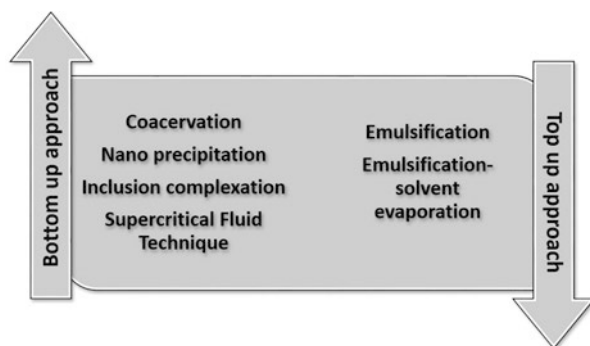 Bottom up approach
Coacervation
Nano precipitation
Inclusion complexation
Supercritical Fluid
Technique
Emulsification
Emulsification-
solvent
evaporation
Top up approach